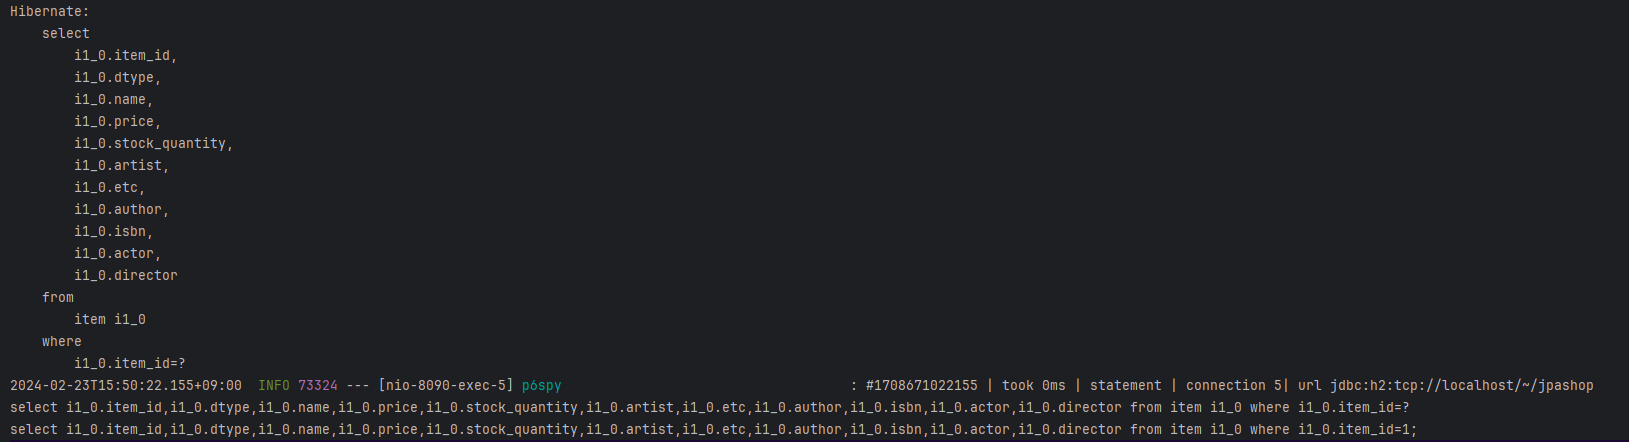 Hibernate:
    select
        i1_0.item_id,
        i1_0.dtype,
        i1_0.name,
        i1_0.price,
        i1_0.stock_quantity,
        i1_0.artist,
        i1_0.etc,
        i1_0.author,
        i1_0.isbn,
        i1_0.actor,
        i1_0.director
    from
        item i1_0
    where
        i1_0.item_id=?
2024-02-23T15:50:22.155+09:00  INFO 73324 --- [nio-8090-exec-5] p6spy                                    : #1708671022155 | took 0ms | statement | connection 5| url jdbc:h2:tcp://localhost/~/jpashop
select i1_0.item_id,i1_0.dtype,i1_0.name,i1_0.price,i1_0.stock_quantity,i1_0.artist,i1_0.etc,i1_0.author,i1_0.isbn,i1_0.actor,i1_0.director from item i1_0 where i1_0.item_id=?
select i1_0.item_id,i1_0.dtype,i1_0.name,i1_0.price,i1_0.stock_quantity,i1_0.artist,i1_0.etc,i1_0.author,i1_0.isbn,i1_0.actor,i1_0.director from item i1_0 where i1_0.item_id=1;